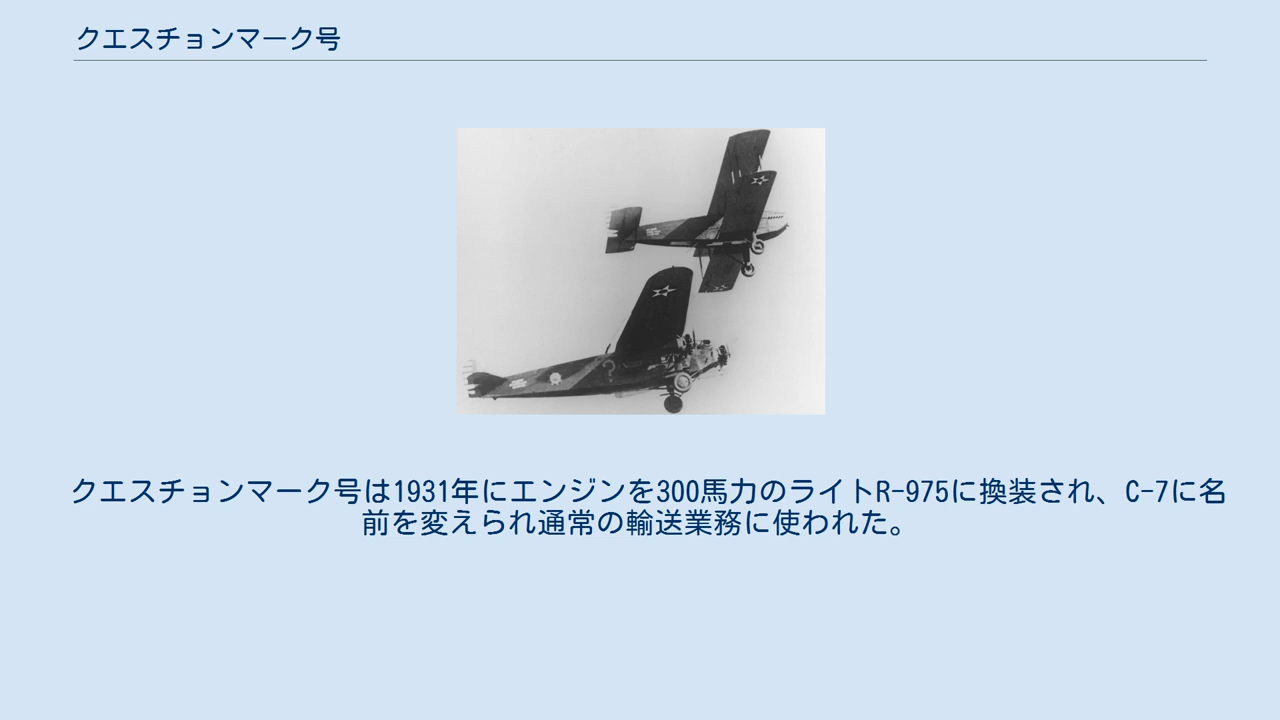 クエスチョンマーク号
?
クエスチョンマーク号は1931年にエンジンを300馬力のライトR-975に換装され、C-7に名
前を変えられ通常の輸送業務に使われた。